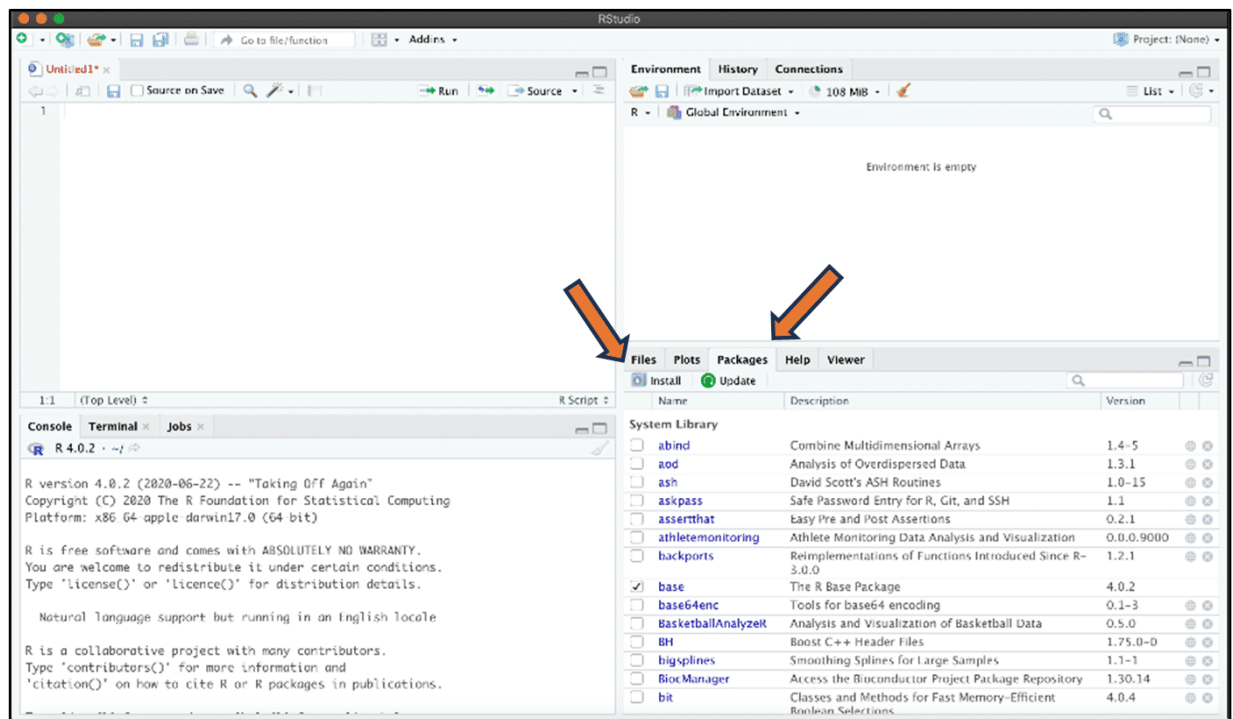 RStudio
Go to file/function
Addins
Project: (None)
Untitled1*
Source on Save
Run
Source
1
1:1 (Top Level)
R Script
Console Terminal Jobs
R 4.0.2 · ~/
R version 4.0.2 (2020-06-22) -- "Taking Off Again"
Copyright (C) 2020 The R Foundation for Statistical Computing
Platform: x86_64-apple-darwin17.0 (64-bit)
R is free software and comes with ABSOLUTELY NO WARRANTY.
You are welcome to redistribute it under certain conditions.
Type 'license()' or 'licence()' for distribution details.
Natural language support but running in an English locale
R is a collaborative project with many contributors.
Type 'contributors()' for more information and
'citation()' on how to cite R or R packages in publications.
Environment History Connections
Import Dataset
108 MiB
List
R
Global Environment
Environment is empty
Files Plots Packages Help Viewer
Install
Update
Name Description Version
System Library
abind Combine Multidimensional Arrays 1.4-5
aod Analysis of Overdispersed Data 1.3.1
ash David Scott's ASH Routines 1.0-15
askpass Safe Password Entry for R, Git, and SSH 1.1
assertthat Easy Pre and Post Assertions 0.2.1
athletemonitoring Athlete Monitoring Data Analysis and Visualization 0.0.0.9000
backports Reimplementations of Functions Introduced Since R- 1.2.1
3.0.0
base The R Base Package 4.0.2
base64enc Tools for base64 encoding 0.1-3
BasketballAnalyzeR Analysis and Visualization of Basketball Data 0.5.0
BH Boost C++ Header Files 1.75.0-0
bigsplines Smoothing Splines for Large Samples 1.1-1
BiocManager Access the Bioconductor Project Package Repository 1.30.14
bit Classes and Methods for Fast Memory-Efficient 4.0.4
Boolean Selections